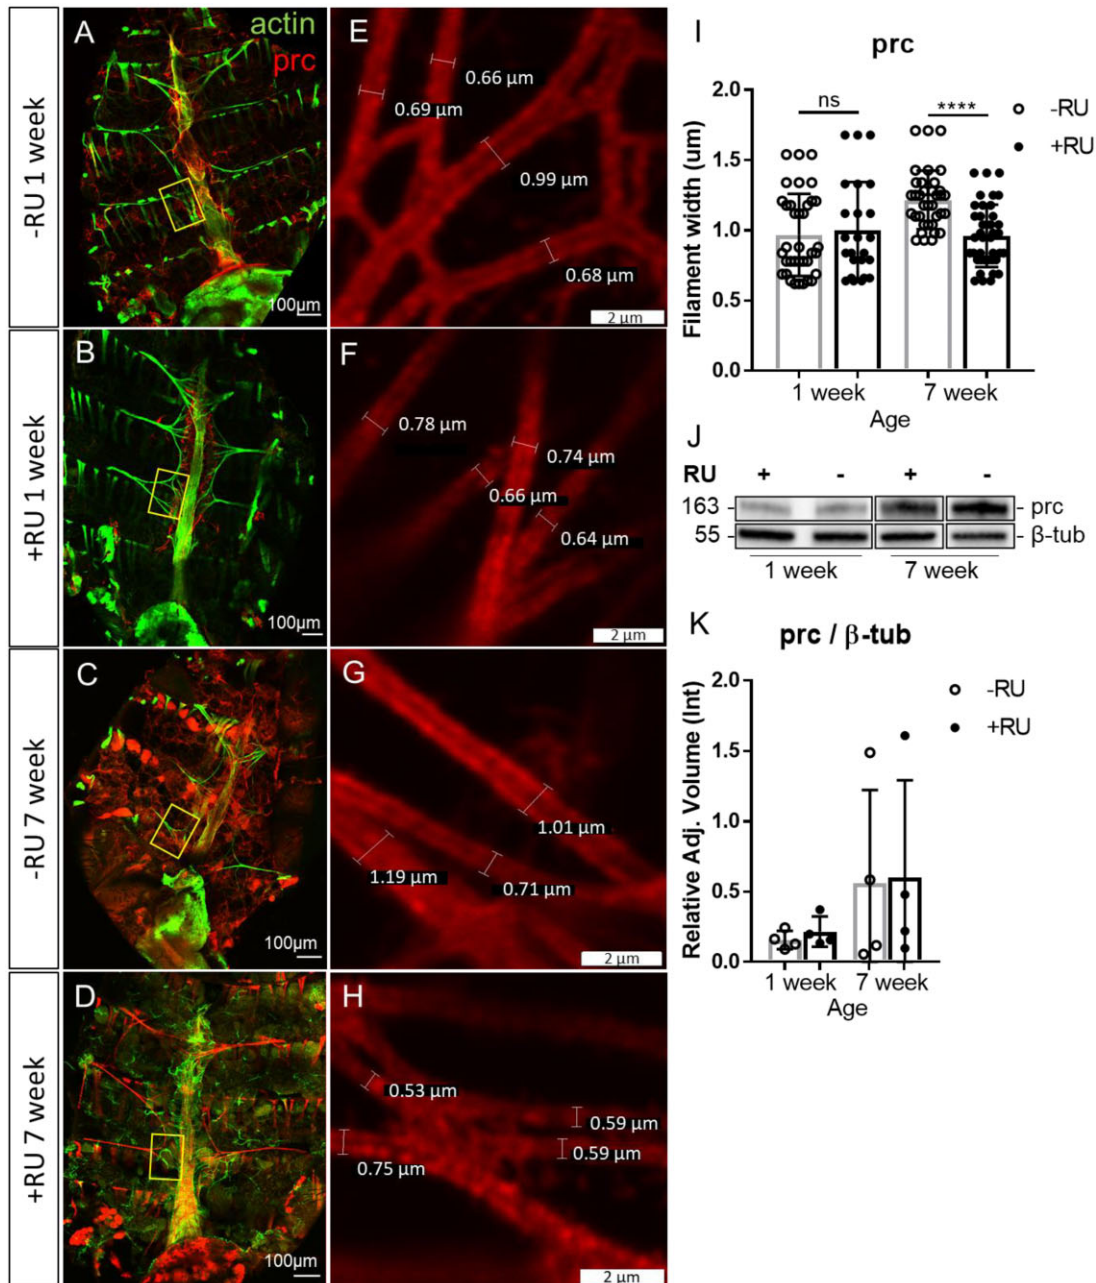 -RU 1 week
A
actin
prc
100µm
E
0.66 µm
0.69 µm
0.99 µm
0.68 µm
2 µm
+RU 1 week
B
100µm
F
0.78 µm
0.74 µm
0.66 µm
0.64 µm
2 µm
-RU 7 week
C
100µm
G
1.01 µm
1.19 µm
0.71 µm
2 µm
+RU 7 week
D
100µm
H
0.53 µm
0.59 µm
0.59 µm
0.75 µm
2 µm
I
prc
Filament width (um)
2.0
1.5
1.0
0.5
0.0
ns
****
-RU
+RU
1 week
7 week
Age
J
RU + - + -
163 - - prc
55 - - β-tub
1 week 7 week
K
prc / β-tub
Relative Adj. Volume (Int)
2.0
1.5
1.0
0.5
0.0
-RU
+RU
1 week 7 week
Age